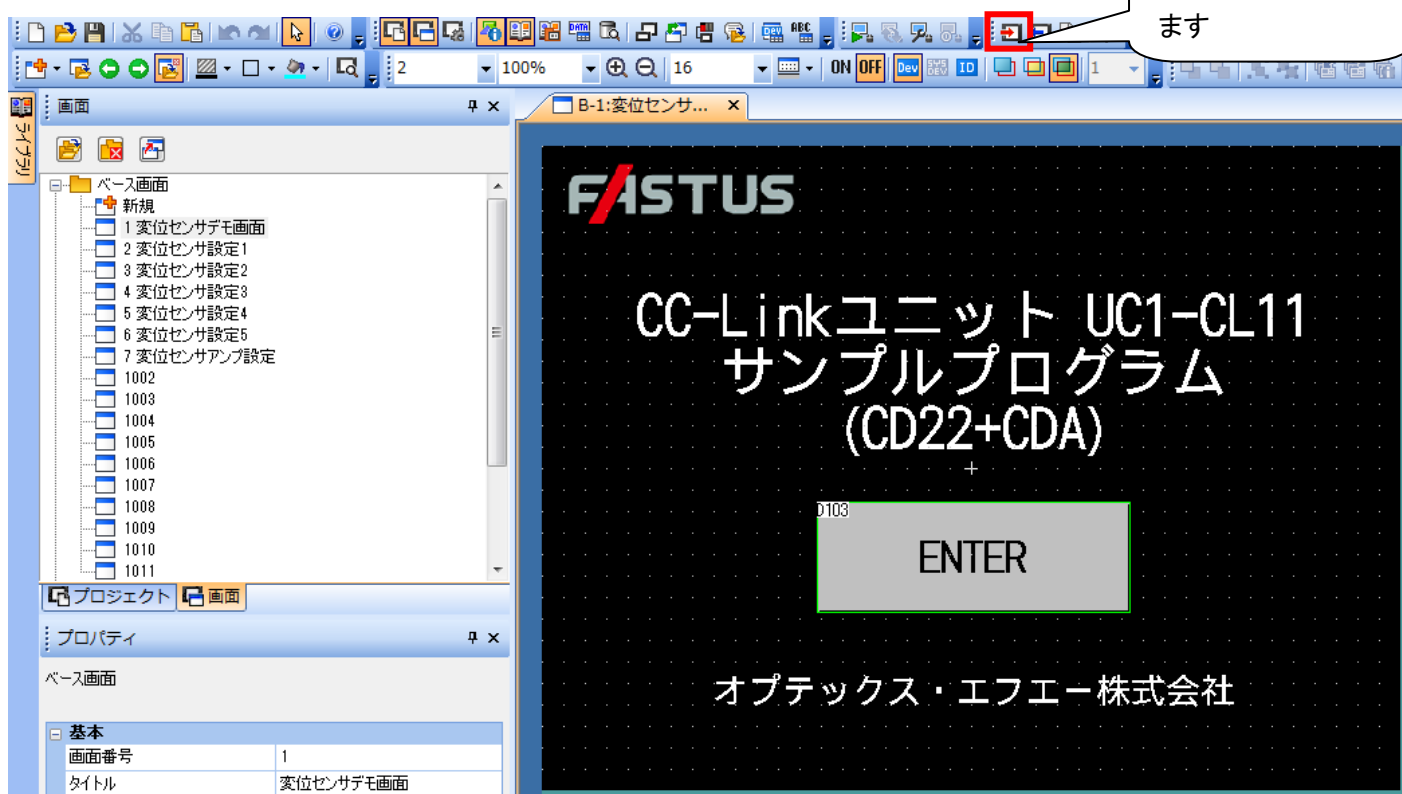 ます
DATA
DEV
ABC
2
100%
16
ON
OFF
Dev
SYS DEV
ID
1
ライブラリ
画面
B-1:変位センサ...
ベース画面
新規
1 変位センサデモ画面
2 変位センサ設定1
3 変位センサ設定2
4 変位センサ設定3
5 変位センサ設定4
6 変位センサ設定5
7 変位センサアンプ設定
1002
1003
1004
1005
1006
1007
1008
1009
1010
1011
プロジェクト
画面
プロパティ
ベース画面
基本
画面番号 1
タイトル 変位センサデモ画面
FASTUS
CC-Linkユニット UC1-CL11
サンプルプログラム
(CD22+CDA)
D103
ENTER
オプテックス・エフエー株式会社